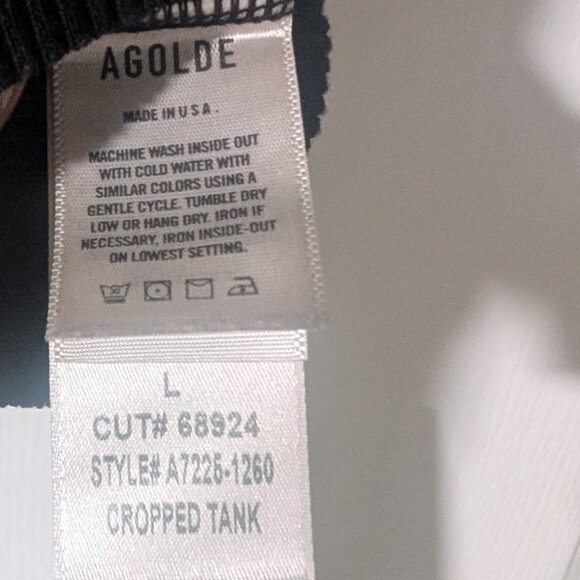 AGOLDE
MADE IN U S A .
MACHINE WASH INSIDE OUT
WITH COLD WATER WITH
SIMILAR COLORS USING A
GENTLE CYCLE. TUMBLE DRY
LOW OR HANG DRY. IRON IF
NECESSARY, IRON INSIDE-OUT
ON LOWEST SETTING.
30
L
CUT# 68924
STYLE# A7225-1260
CROPPED TANK